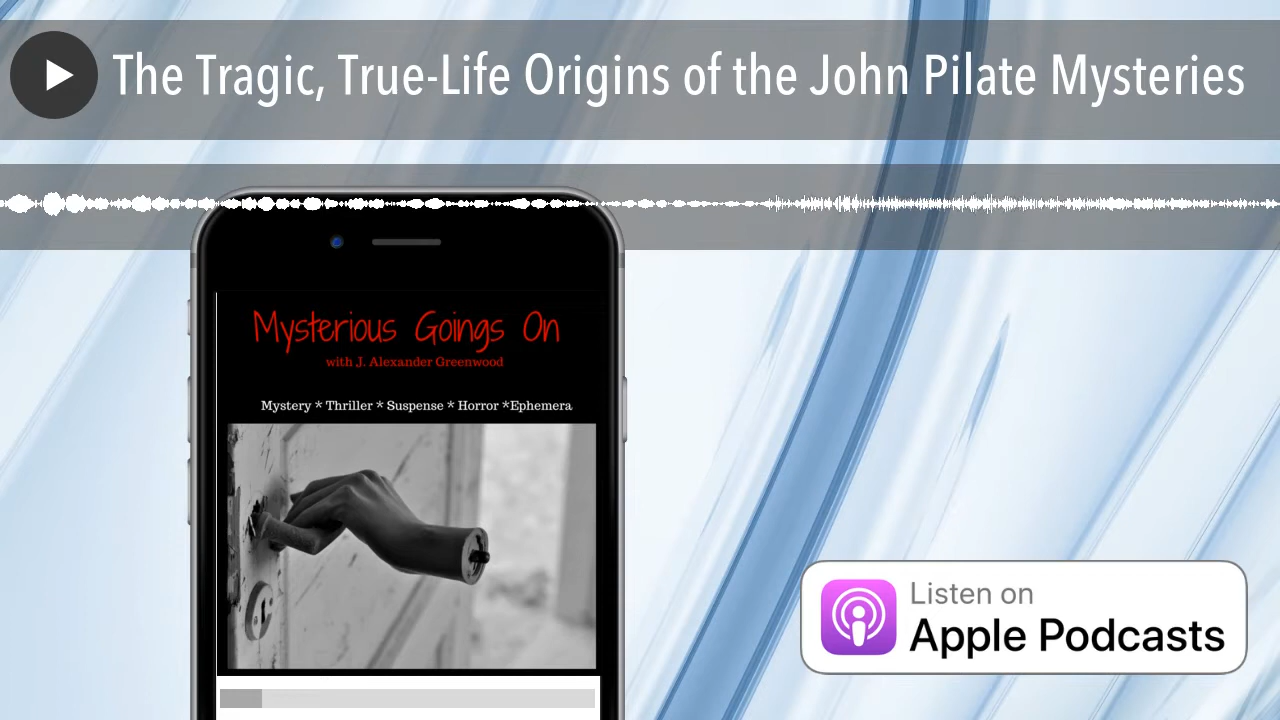 The Tragic, True-Life Origins of the John Pilate Mysteries
Mysterious Goings On
with J. Alexander Greenwood
Mystery * Thriller * Suspense * Horror *Ephemera
Listen on
Apple Podcasts